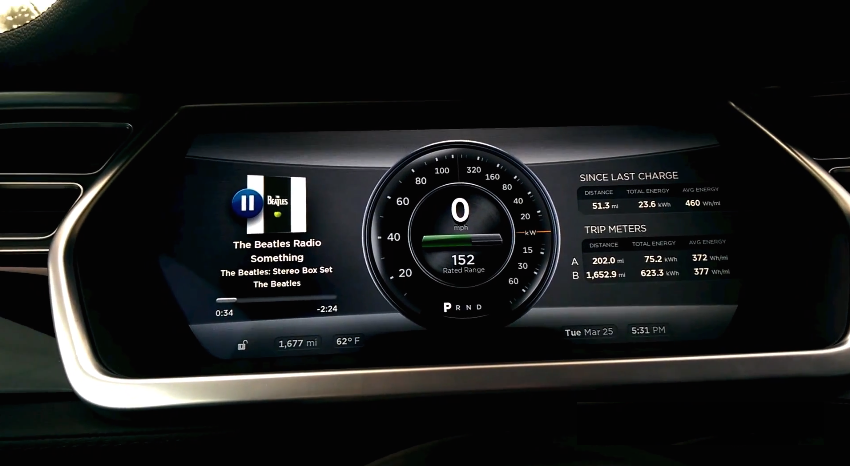 THE BEATLES
The Beatles Radio
Something
The Beatles: Stereo Box Set
The Beatles
0:34 -2:24
1,677 mi 62° F
20
40
60
80
100
320
160
80
40
20
kW
15
30
60
0
mph
152
Rated Range
P R N D
SINCE LAST CHARGE
DISTANCE TOTAL ENERGY AVG ENERGY
51.3 mi 23.6 kWh 460 Wh/mi
TRIP METERS
DISTANCE TOTAL ENERGY AVG ENERGY
A 202.0 mi 75.2 kWh 372 Wh/mi
B 1,652.9 mi 623.3 kWh 377 Wh/mi
Tue Mar 25 5:31 PM